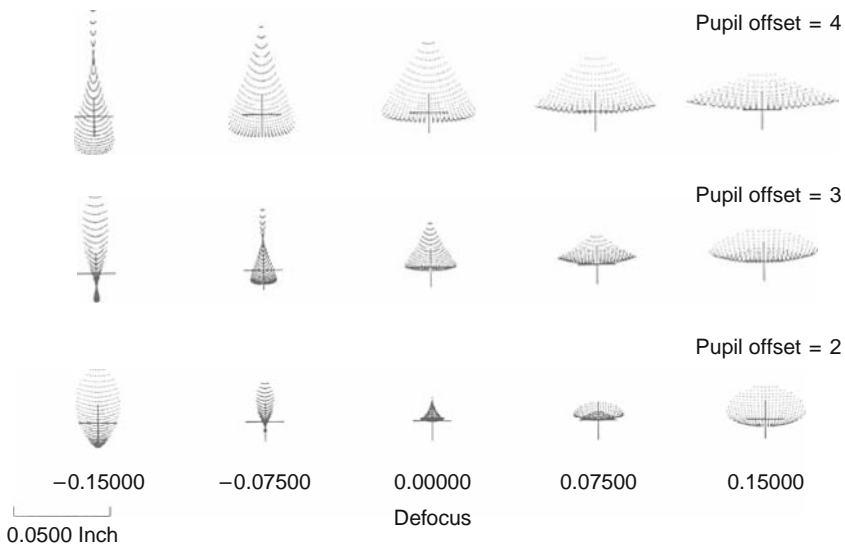 Pupil offset = 4
Pupil offset = 3
Pupil offset = 2
−0.15000 −0.07500 0.00000 0.07500 0.15000
0.0500 Inch
Defocus